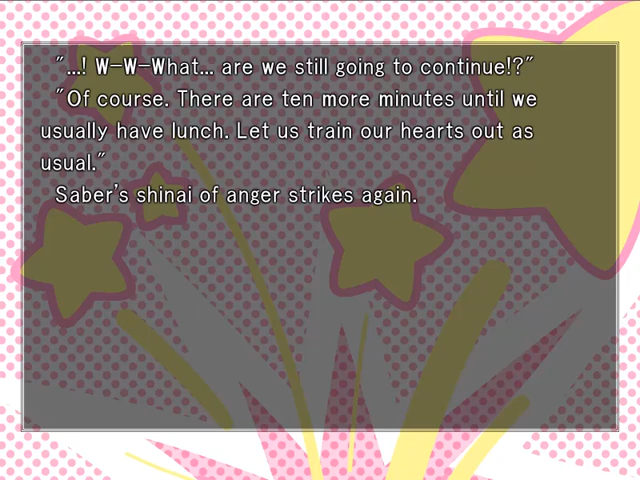 "...! W-W-What... are we still going to continue!?"
"Of course. There are ten more minutes until we
usually have lunch. Let us train our hearts out as
usual."
Saber's shinai of anger strikes again.